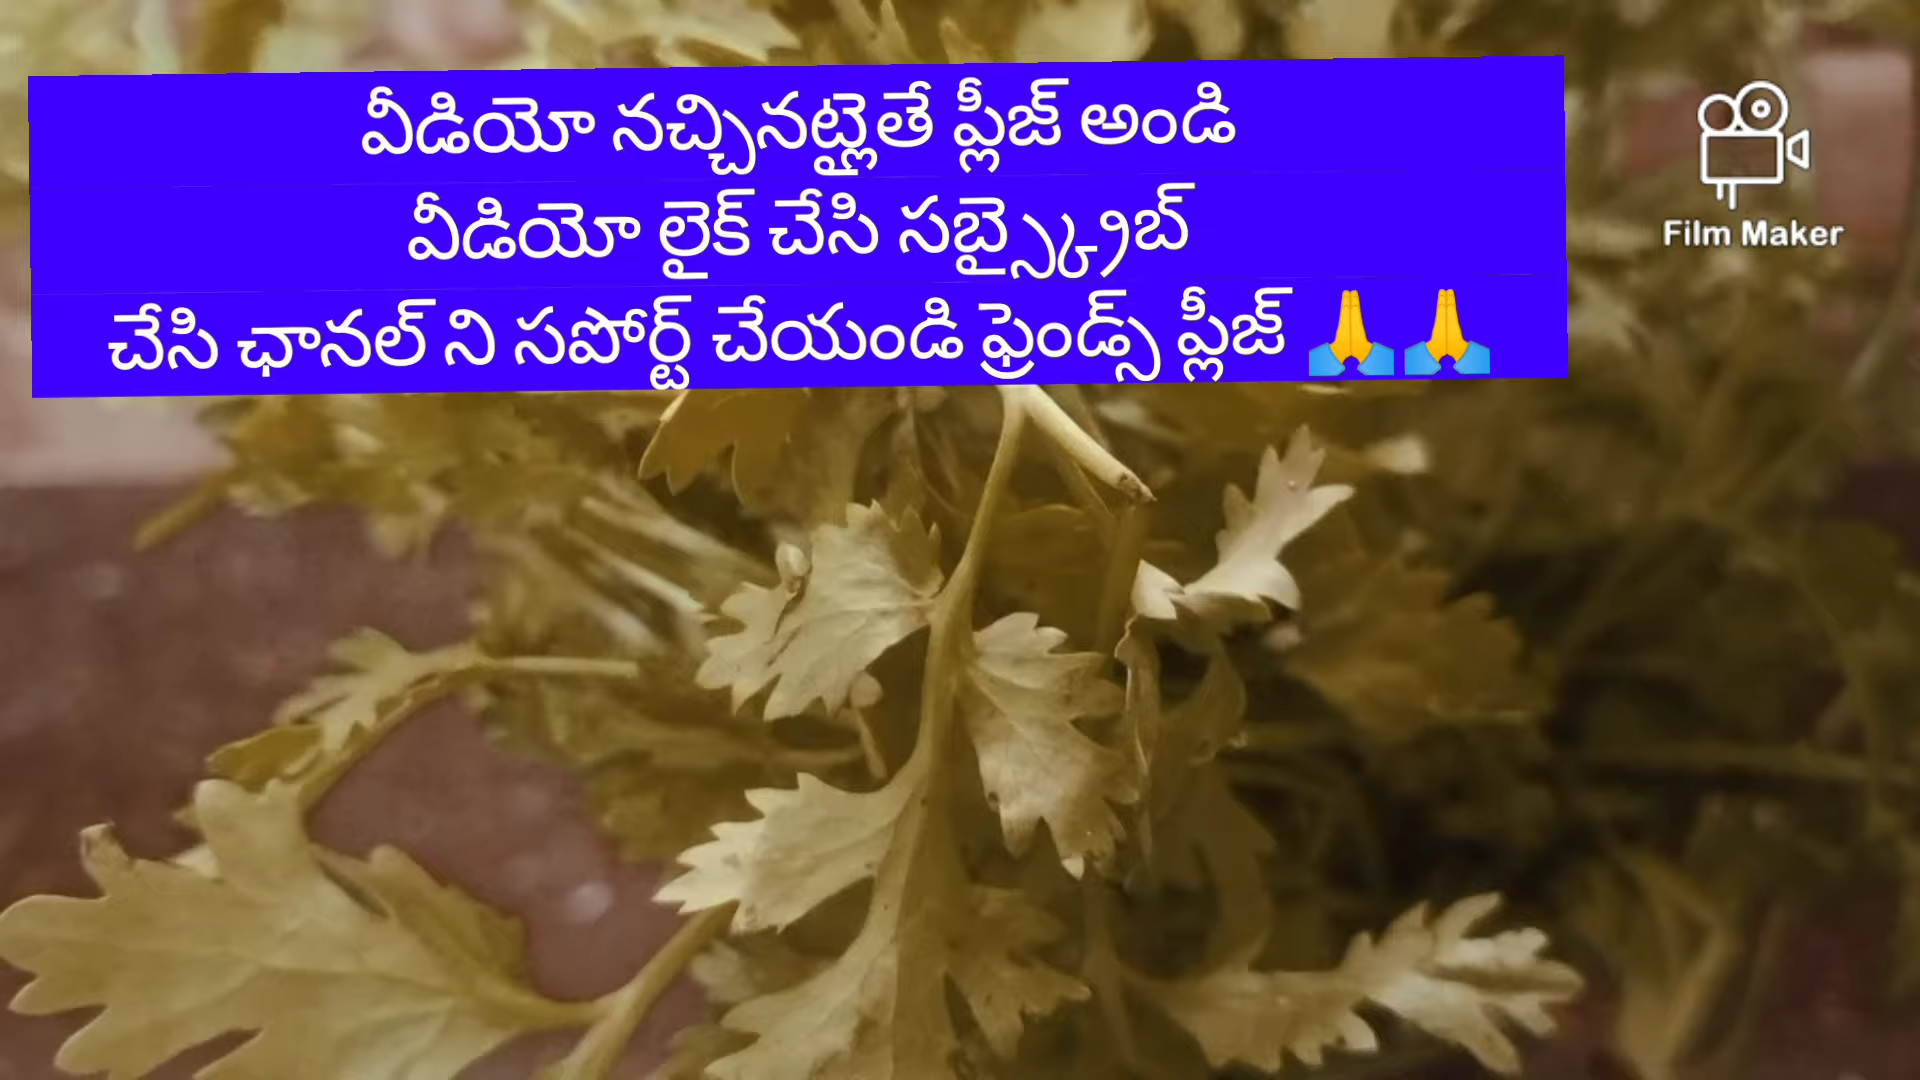 వీడియో నచ్చినట్లైతే ప్లీజ్ అండి
వీడియో లైక్ చేసి సబ్స్క్రైబ్
చేసి ఛానల్ ని సపోర్ట్ చేయండి ఫ్రెండ్స్ ప్లీజ్ 🙏🙏
Film Maker